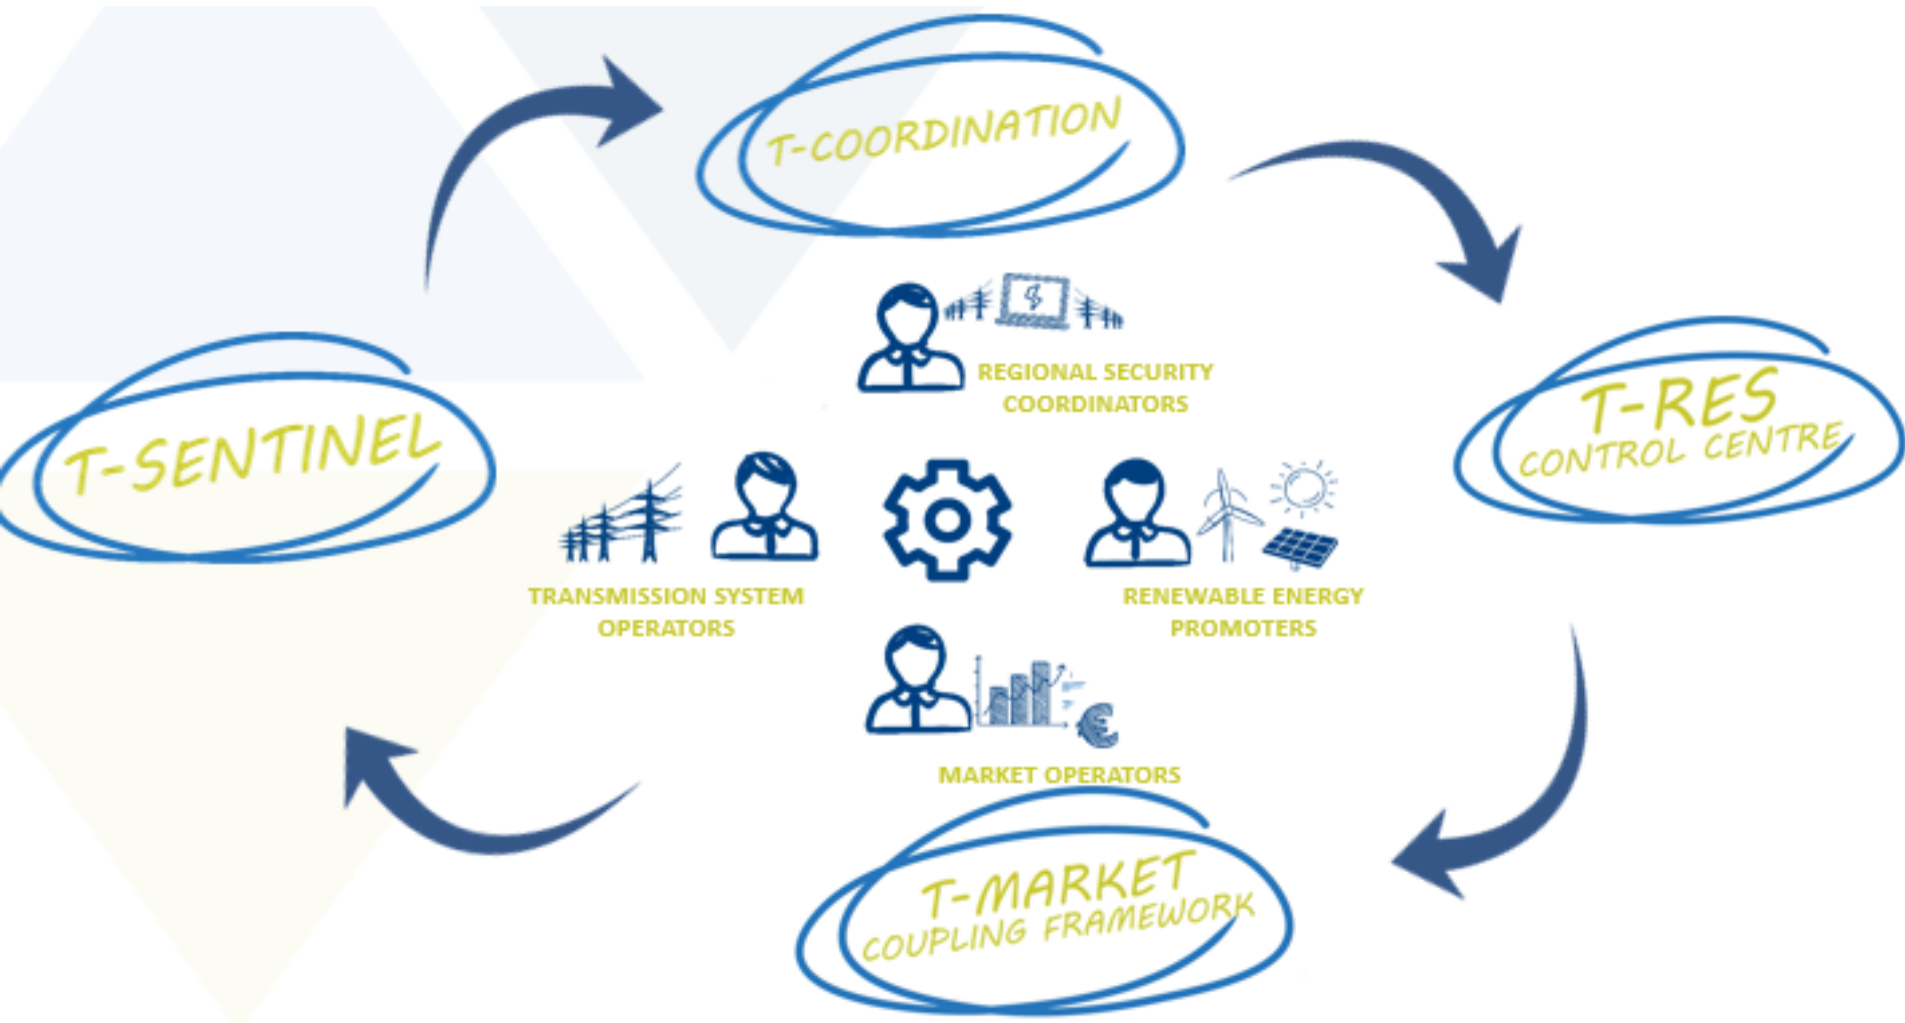 T-COORDINATION
REGIONAL SECURITY
COORDINATORS
T-SENTINEL
T-RES
CONTROL CENTRE
TRANSMISSION SYSTEM
OPERATORS
RENEWABLE ENERGY
PROMOTERS
MARKET OPERATORS
T-MARKET
COUPLING FRAMEWORK